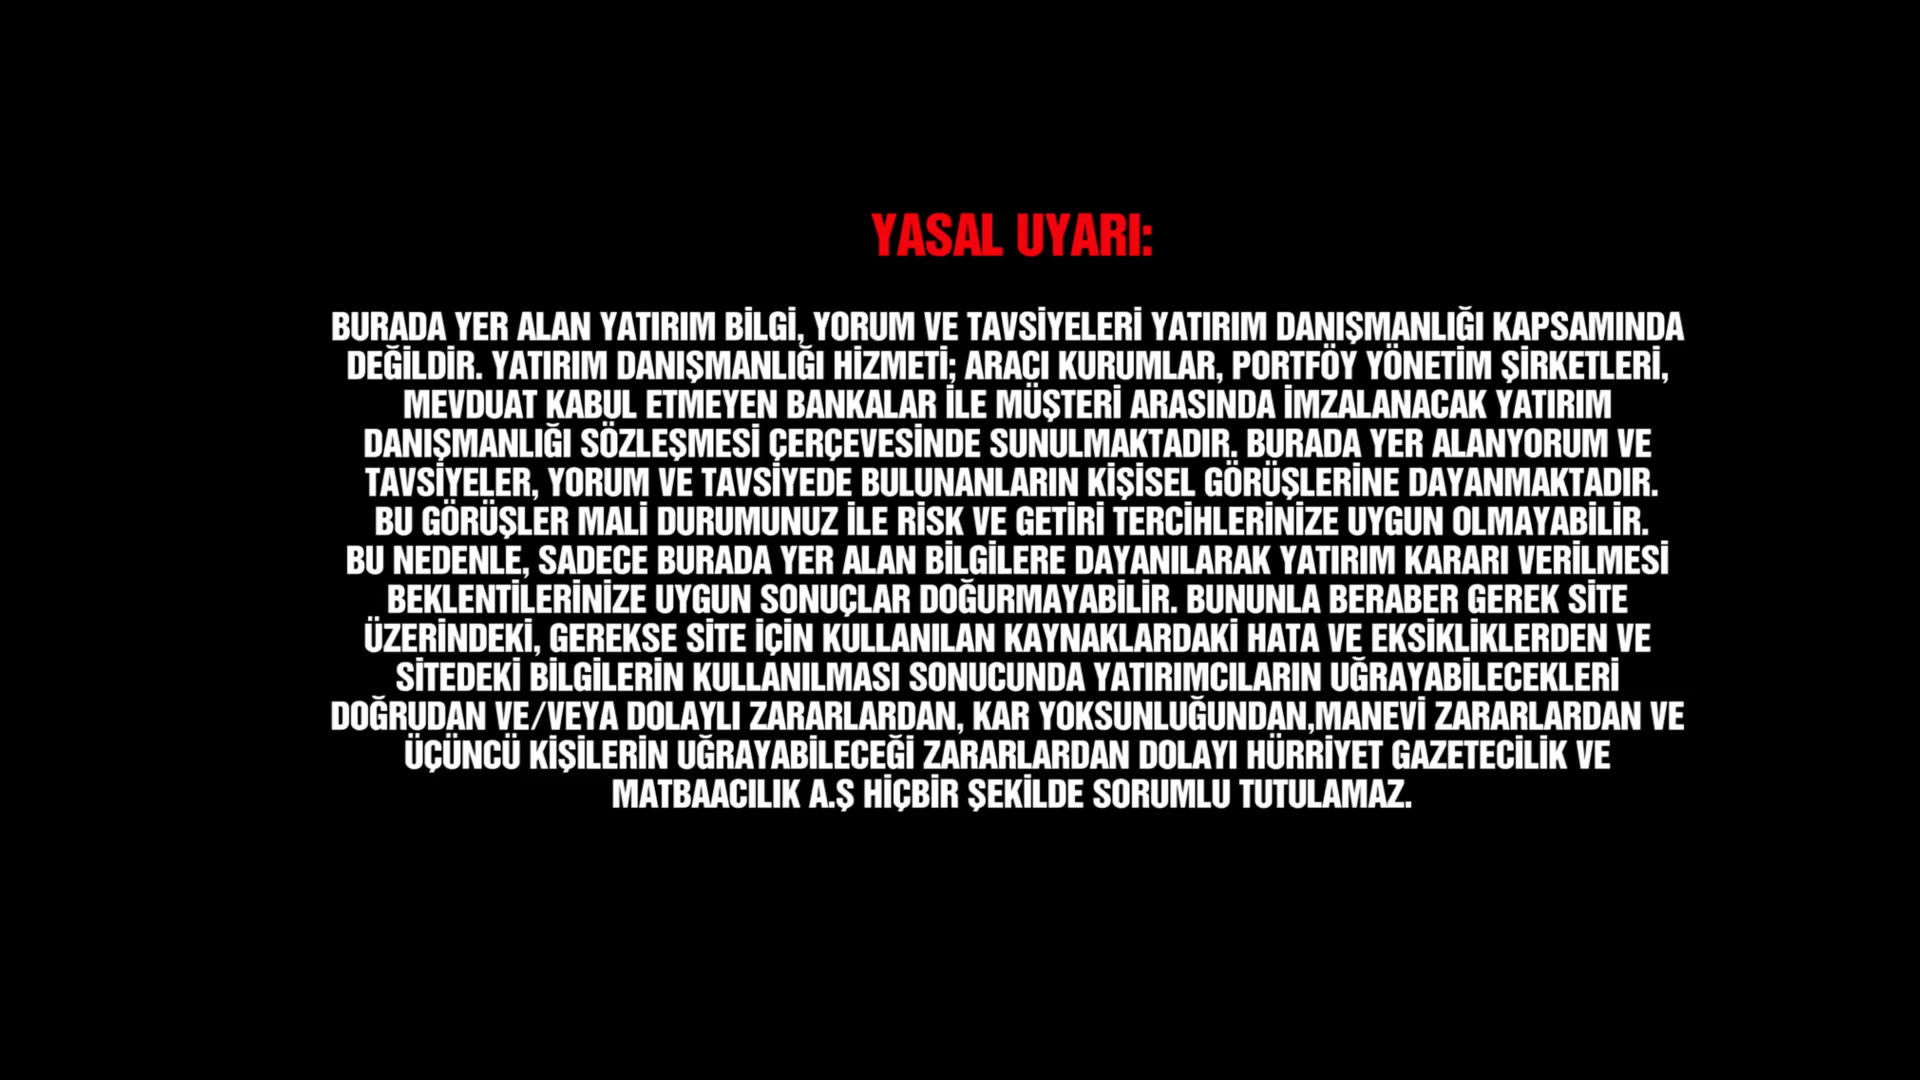 YASAL UYARI:
BURADA YER ALAN YATIRIM BİLGİ, YORUM VE TAVSİYELERİ YATIRIM DANIŞMANLIĞI KAPSAMINDA
DEĞİLDİR. YATIRIM DANIŞMANLIĞI HİZMETİ; ARACI KURUMLAR, PORTFÖY YÖNETİM ŞİRKETLERİ,
MEVDUAT KABUL ETMEYEN BANKALAR İLE MÜŞTERİ ARASINDA İMZALANACAK YATIRIM
DANIŞMANLIĞI SÖZLEŞMESİ ÇERÇEVESİNDE SUNULMAKTADIR. BURADA YER ALANYORUM VE
TAVSİYELER, YORUM VE TAVSİYEDE BULUNANLARIN KİŞİSEL GÖRÜŞLERİNE DAYANMAKTADIR.
BU GÖRÜŞLER MALİ DURUMUNUZ İLE RİSK VE GETİRİ TERCİHLERİNİZE UYGUN OLMAYABİLİR.
BU NEDENLE, SADECE BURADA YER ALAN BİLGİLERE DAYANILARAK YATIRIM KARARI VERİLMESİ
BEKLENTİLERİNİZE UYGUN SONUÇLAR DOĞURMAYABİLİR. BUNUNLA BERABER GEREK SİTE
ÜZERİNDEKİ, GEREKSE SİTE İÇİN KULLANILAN KAYNAKLARDAKİ HATA VE EKSİKLİKLERDEN VE
SİTEDEKİ BİLGİLERİN KULLANILMASI SONUCUNDA YATIRIMCILARIN UĞRAYABİLECEKLERİ
DOĞRUDAN VE/VEYA DOLAYLI ZARARLARDAN, KAR YOKSUNLUĞUNDAN,MANEVİ ZARARLARDAN VE
ÜÇÜNCÜ KİŞİLERİN UĞRAYABİLECEĞİ ZARARLARDAN DOLAYI HÜRRİYET GAZETECİLİK VE
MATBAACILIK A.Ş HİÇBİR ŞEKİLDE SORUMLU TUTULAMAZ.